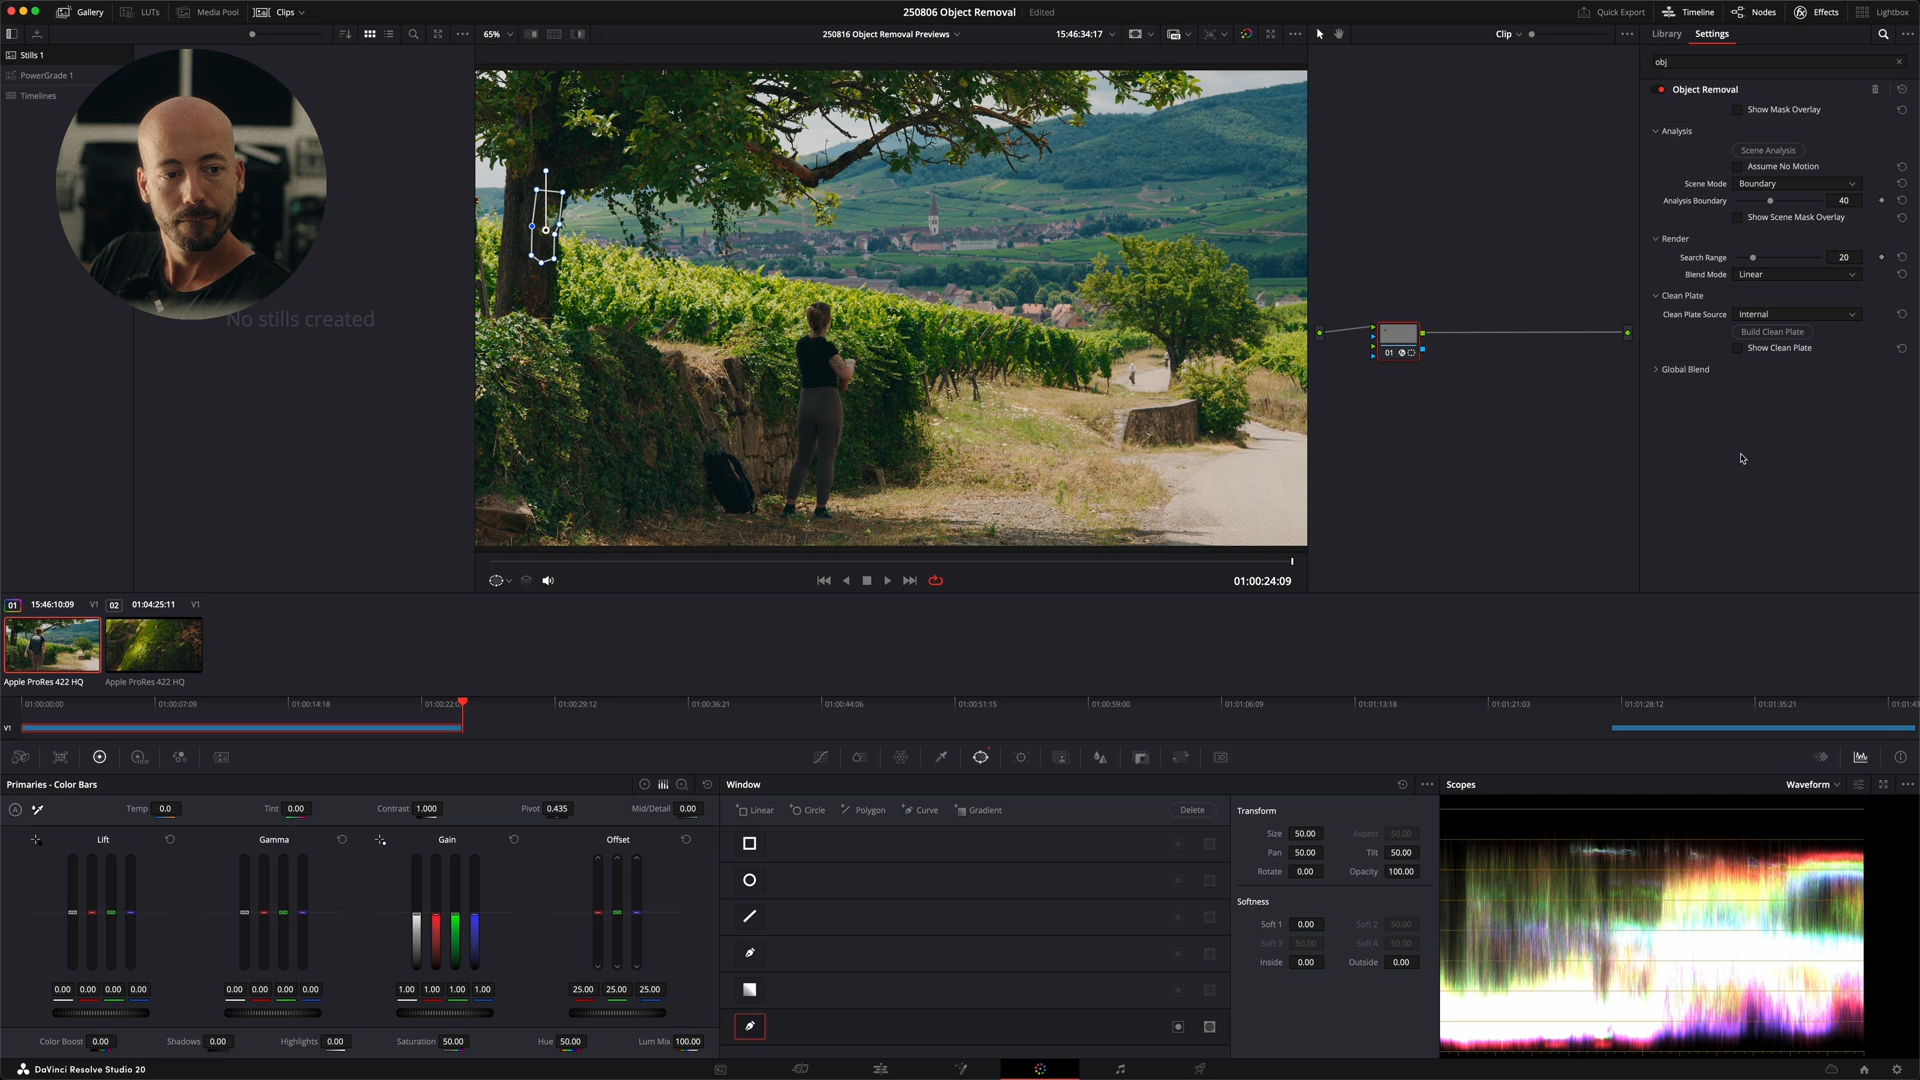 Gallery LUTs Media Pool Clips 250806 Object Removal Edited Quick Export Timeline Nodes Effects Lightbox
65% 250816 Object Removal Previews 15:46:34:17 Clip Library Settings
Stills 1
PowerGrade 1
Timelines
No stills created
obj
Object Removal
Show Mask Overlay
Analysis
Scene Analysis
Assume No Motion
Scene Mode Boundary
Analysis Boundary 40
Show Scene Mask Overlay
Render
Search Range 20
Blend Mode Linear
Clean Plate
Clean Plate Source Internal
Build Clean Plate
Show Clean Plate
Global Blend
01
01:00:24:09
01 15:46:10:09 V1 02 01:04:25:11 V1
Apple ProRes 422 HQ Apple ProRes 422 HQ
01:00:00:00 01:00:07:09 01:00:14:18 01:00:22:0 01:00:29:12 01:00:36:21 01:00:44:06 01:00:51:15 01:00:59:00 01:01:06:09 01:01:13:18 01:01:21:03 01:01:28:12 01:01:35:21 01:01:43
V1
Primaries - Color Bars Window Scopes Waveform
Temp 0.0 Tint 0.00 Contrast 1.000 Pivot 0.435 Mid/Detail 0.00
Linear Circle Polygon Curve Gradient Delete
Lift Gamma Gain Offset
0.00 0.00 0.00 0.00 0.00 0.00 0.00 0.00 1.00 1.00 1.00 1.00 25.00 25.00 25.00
Color Boost 0.00 Shadows 0.00 Highlights 0.00 Saturation 50.00 Hue 50.00 Lum Mix 100.00
Transform
Size 50.00 Aspect 50.00
Pan 50.00 Tilt 50.00
Rotate 0.00 Opacity 100.00
Softness
Soft 1 0.00 Soft 2 50.00
Soft 3 50.00 Soft 4 50.00
Inside 0.00 Outside 0.00
DaVinci Resolve Studio 20